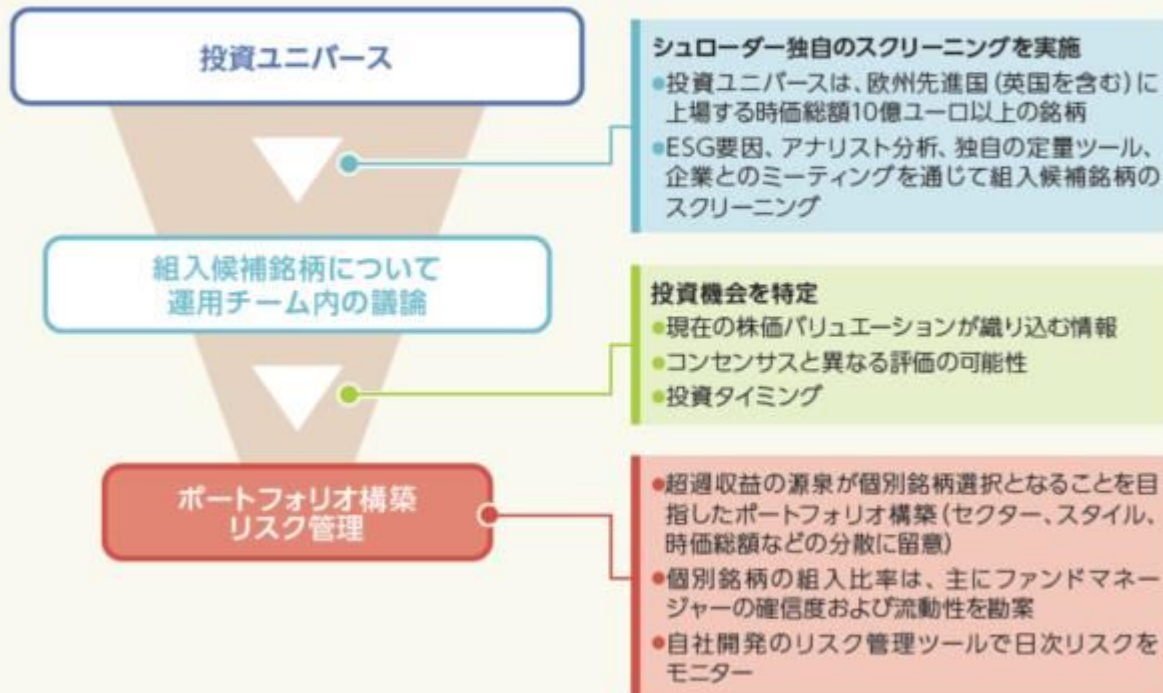 投資ユニバース
シュローダー独自のスクリーニングを実施
●投資ユニバースは、欧州先進国(英国を含む)に
上場する時価総額10億ユーロ以上の銘柄
●ESG要因、アナリスト分析、独自の定量ツール、
企業とのミーティングを通じて組入候補銘柄の
スクリーニング
組入候補銘柄について
運用チーム内の議論
投資機会を特定
●現在の株価バリュエーションが織り込む情報
●コンセンサスと異なる評価の可能性
●投資タイミング
ポートフォリオ構築
リスク管理
●超過収益の源泉が個別銘柄選択となることを目
指したポートフォリオ構築(セクター、スタイル、
時価総額などの分散に留意)
●個別銘柄の組入比率は、主にファンドマネー
ジャーの確信度および流動性を勘案
●自社開発のリスク管理ツールで日次リスクを
モニター